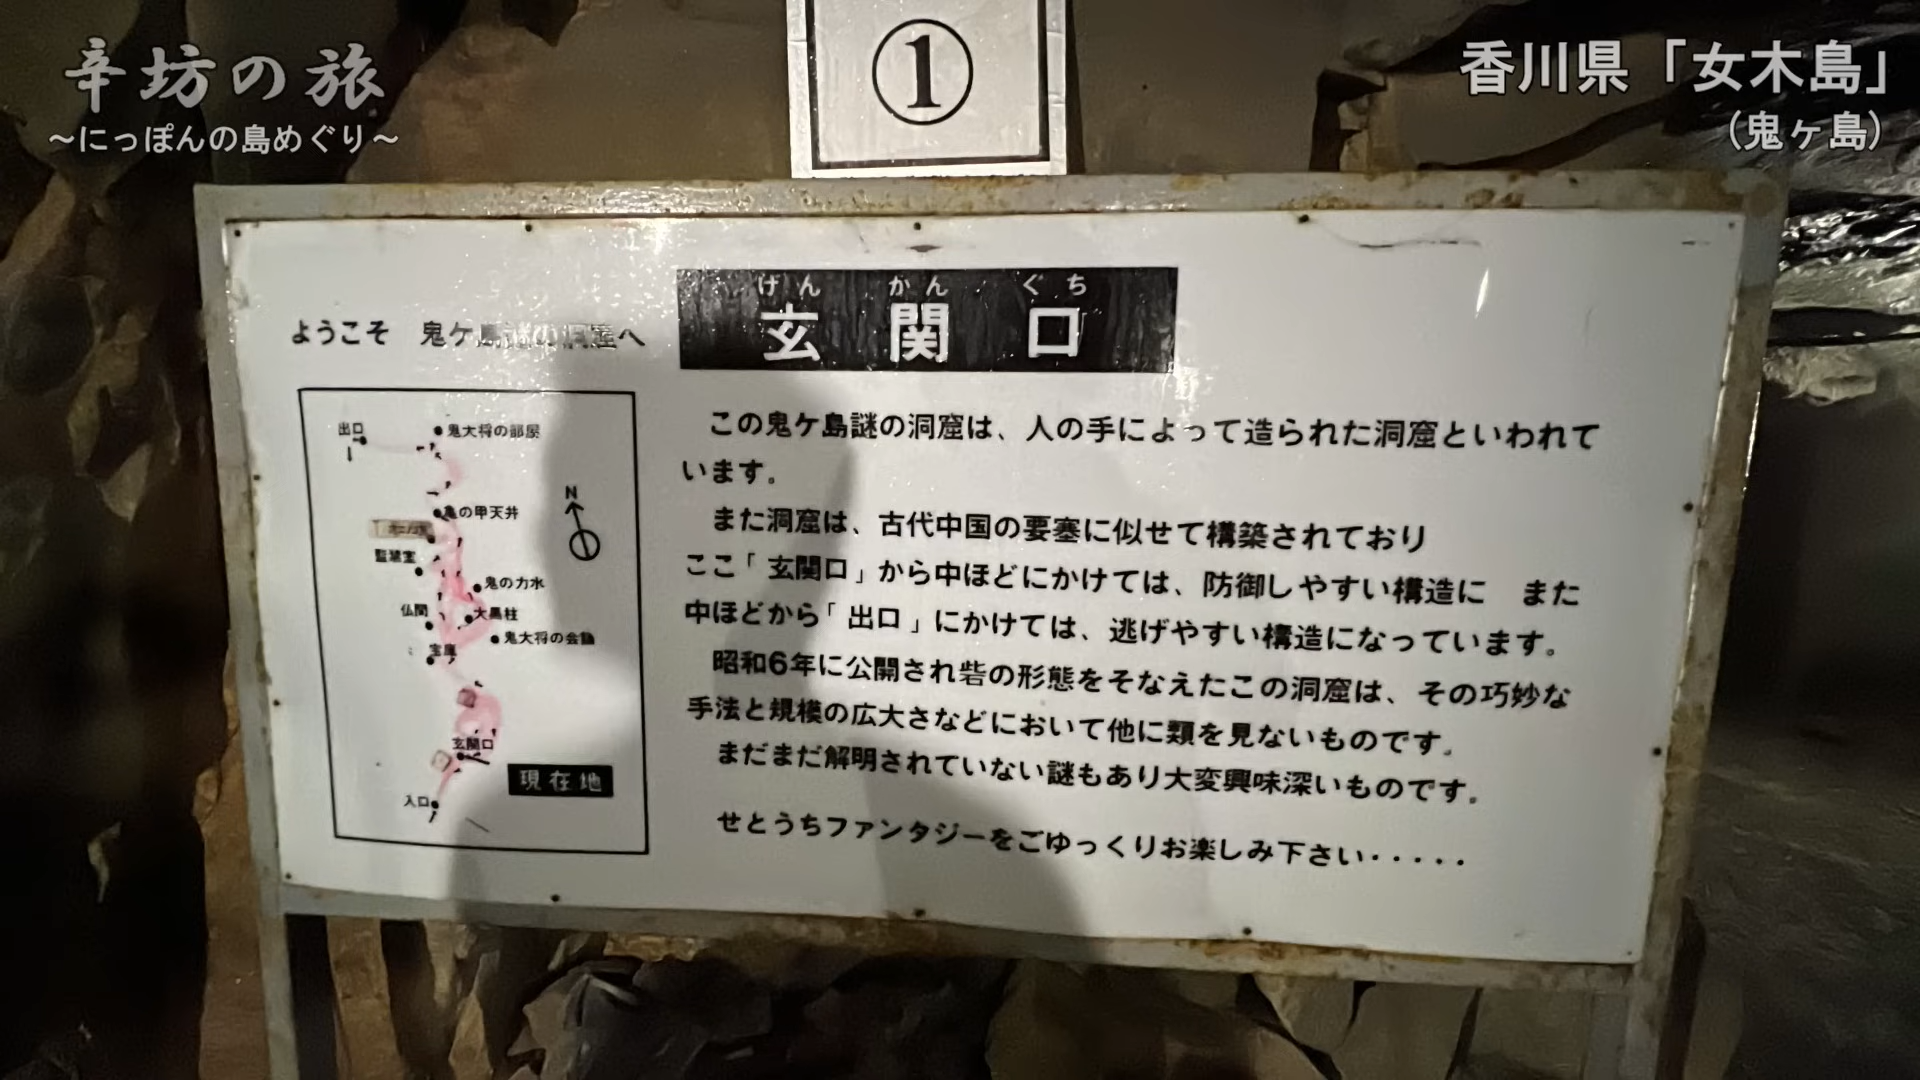 辛坊の旅
～にっぽんの島めぐり～
香川県「女木島」
(鬼ヶ島)
①
げんかんぐち
玄関口
ようこそ 鬼ケ島謎の洞窟へ
出口
鬼大将の部屋
亀の甲天井
N
監禁室
鬼の力水
仏間
大黒柱
鬼大将の会議
宝庫
玄関口
現在地
入口
この鬼ケ島謎の洞窟は、人の手によって造られた洞窟といわれて
います。
また洞窟は、古代中国の要塞に似せて構築されており
ここ「玄関口」から中ほどにかけては、防御しやすい構造に また
中ほどから「出口」にかけては、逃げやすい構造になっています。
昭和6年に公開され砦の形態をそなえたこの洞窟は、その巧妙な
手法と規模の広大さなどにおいて他に類を見ないものです。
まだまだ解明されていない謎もあり大変興味深いものです。
せとうちファンタジーをごゆっくりお楽しみ下さい・・・・・